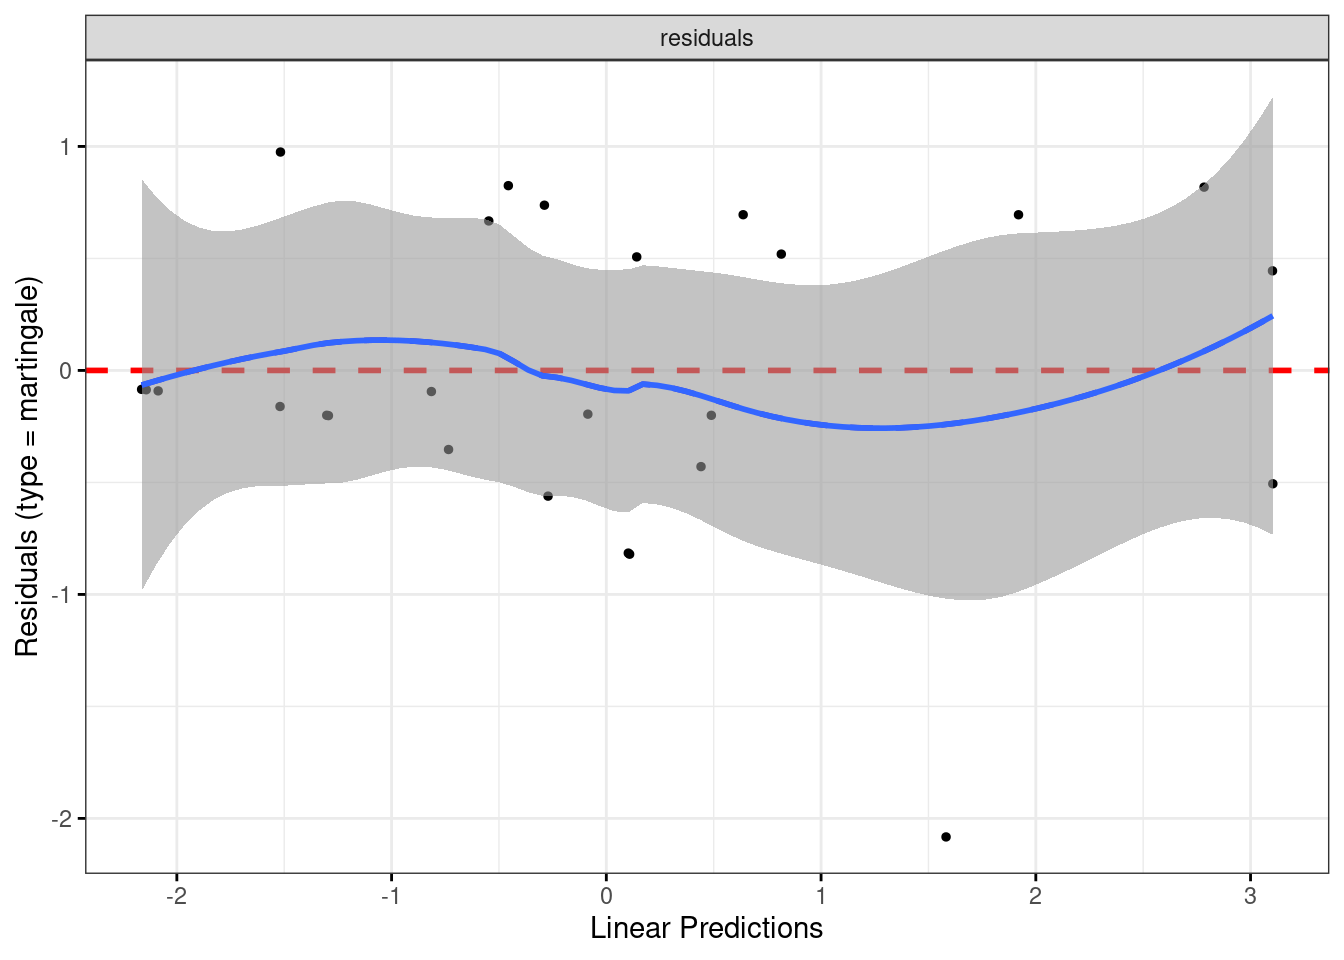 residuals
Residuals (type = martingale)
1
0
-1
-2
-2 -1 0 1 2 3
Linear Predictions